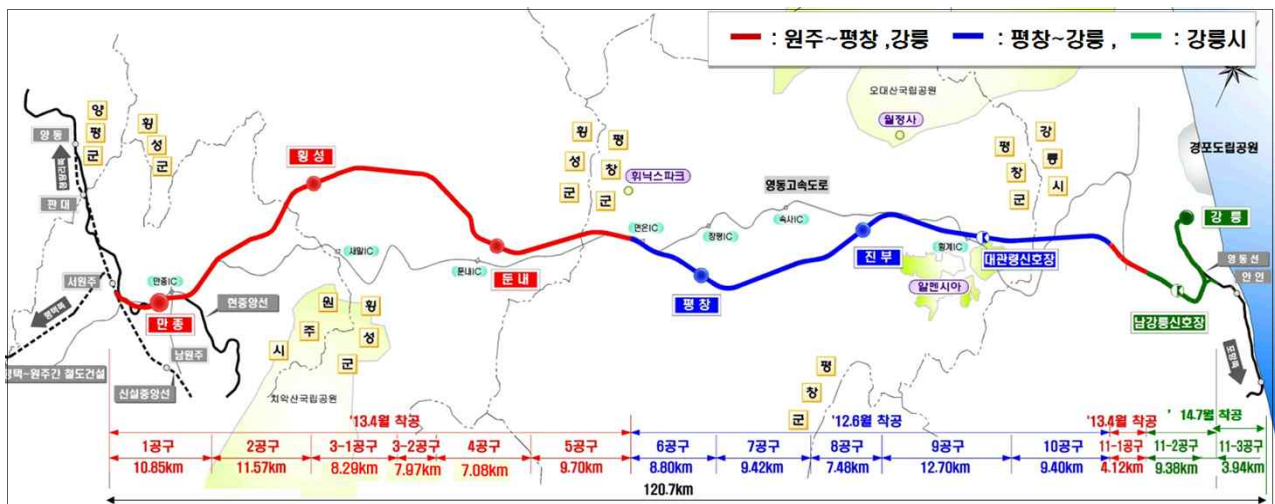 : 원주~평창 ,강릉
: 평창~강릉 ,
: 강릉시
오대산국립공원
월정사
경포도립공원
양평군
횡성군
양동
판대
서원주
만종IC
만종
현중앙선
남원주
신설중앙선
평택~원주간 철도건설
횡성
새말IC
둔내IC
둔내
원주시
횡성군
치악산국립공원
횡성군
평창군
휘닉스파크
면온IC
장평IC
속사IC
영동고속도로
평창
진부
평창군
강릉시
횡계IC
대관령신호장
알펜시아
평창군
강릉
영동선
안인
남강릉신호장
'13.4월 착공
'12.6월 착공
'13.4월 착공
' 14.7월 착공
1공구
2공구
3-1공구
3-2공구
4공구
5공구
6공구
7공구
8공구
9공구
10공구
11-1공구
11-2공구
11-3공구
10.85km
11.57km
8.29km
7.97km
7.08km
9.70km
8.80km
9.42km
7.48km
12.70km
9.40km
4.12km
9.38km
3.94km
120.7km